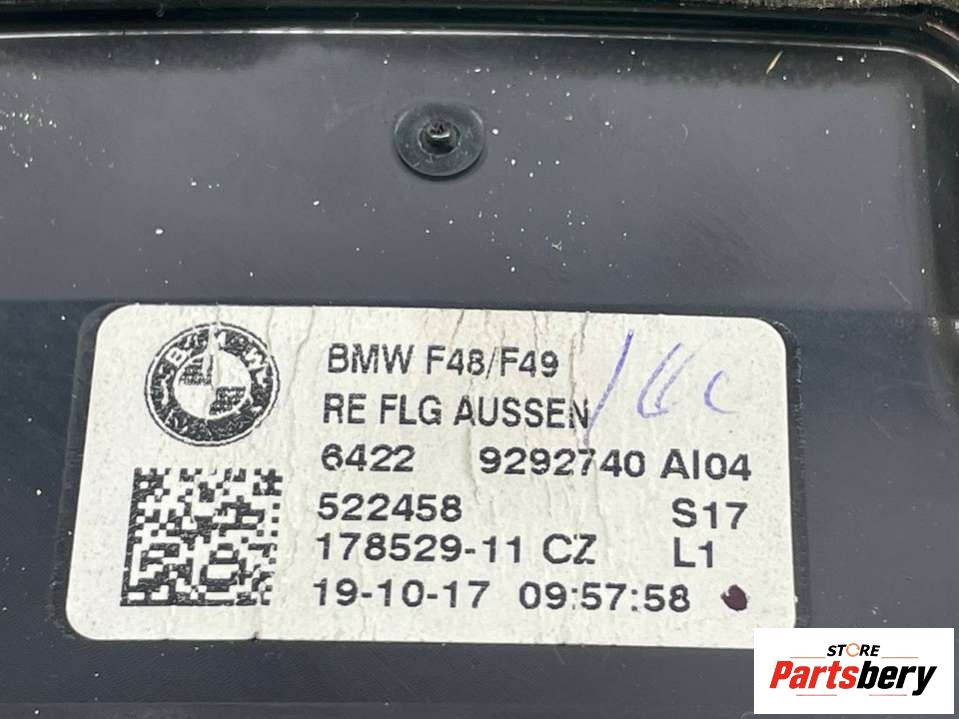 BMW
BMW F48/F49
RE FLG AUSSEN
6422 9292740 AI04
522458 S17
178529-11 CZ L1
19-10-17 09:57:58
STORE
Partsbery